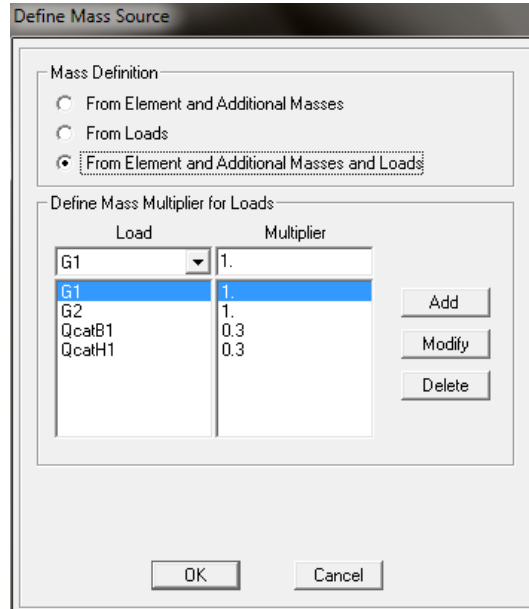 Define Mass Source
Mass Definition
From Element and Additional Masses
From Loads
From Element and Additional Masses and Loads
Define Mass Multiplier for Loads
Load Multiplier
G1 1.
G1 1.
G2 1.
QcatB1 0.3
QcatH1 0.3
Add
Modify
Delete
OK Cancel